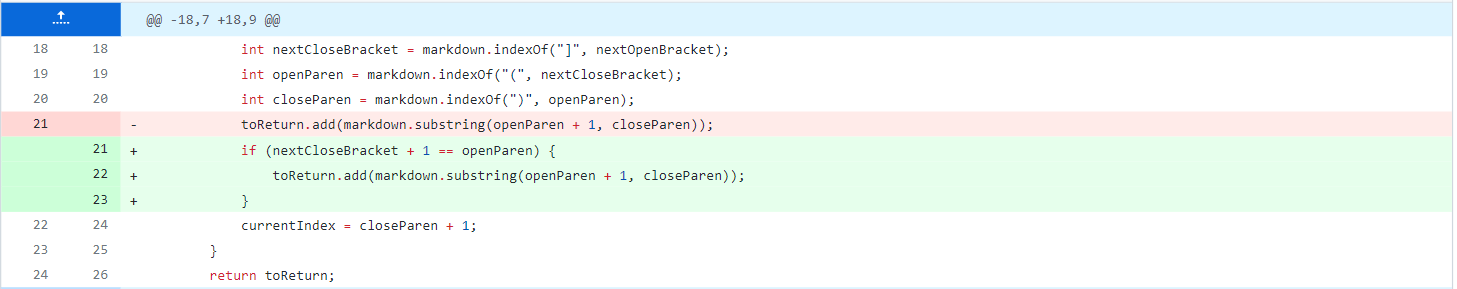 @@ -18,7 +18,9 @@
18 18 int nextCloseBracket = markdown.indexOf("]", nextOpenBracket);
19 19 int openParen = markdown.indexOf("(", nextCloseBracket);
20 20 int closeParen = markdown.indexOf(")", openParen);
21 - toReturn.add(markdown.substring(openParen + 1, closeParen));
21 + if (nextCloseBracket + 1 == openParen) {
22 + toReturn.add(markdown.substring(openParen + 1, closeParen));
23 + }
22 24 currentIndex = closeParen + 1;
23 25 }
24 26 return toReturn;